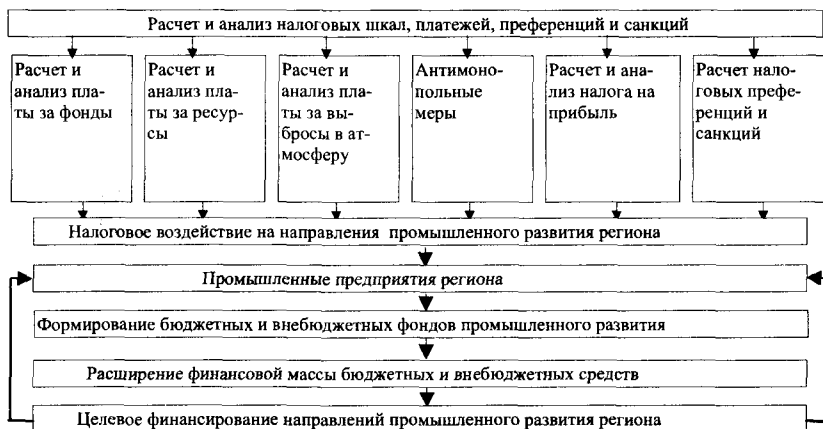 Расчет и анализ налоговых шкал, платежей, преференций и санкций
Расчет и
анализ пла-
ты за фонды
Расчет и
анализ пла-
ты за ресур-
сы
Расчет и
анализ пла-
ты за вы-
бросы в ат-
мосферу
Антимоно-
польные
меры
Расчет и ана-
лиз налога на
прибыль
Расчет нало-
говых префе-
ренций и
санкций
Налоговое воздействие на направления промышленного развития региона
Промышленные предприятия региона
Формирование бюджетных и внебюджетных фондов промышленного развития
Расширение финансовой массы бюджетных и внебюджетных средств
Целевое финансирование направлений промышленного развития региона